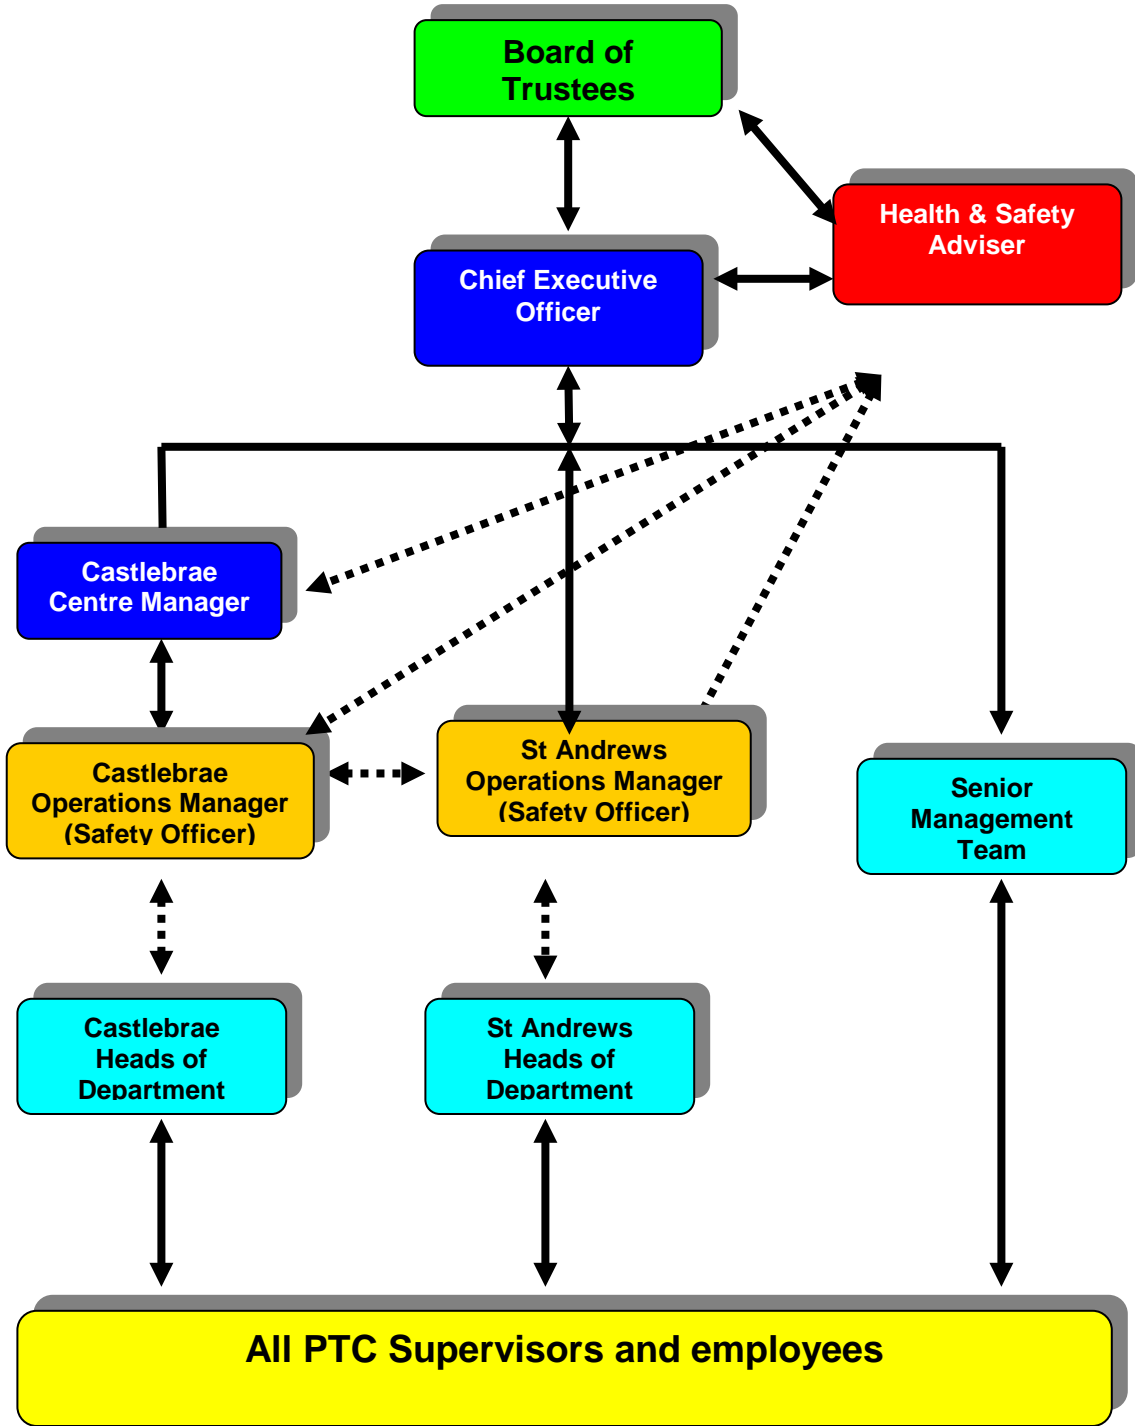 Board of
Trustees
Health & Safety
Adviser
Chief Executive
Officer
Castlebrae
Centre Manager
Castlebrae
Operations Manager
(Safety Officer)
St Andrews
Operations Manager
(Safety Officer)
Senior
Management
Team
Castlebrae
Heads of
Department
St Andrews
Heads of
Department
All PTC Supervisors and employees